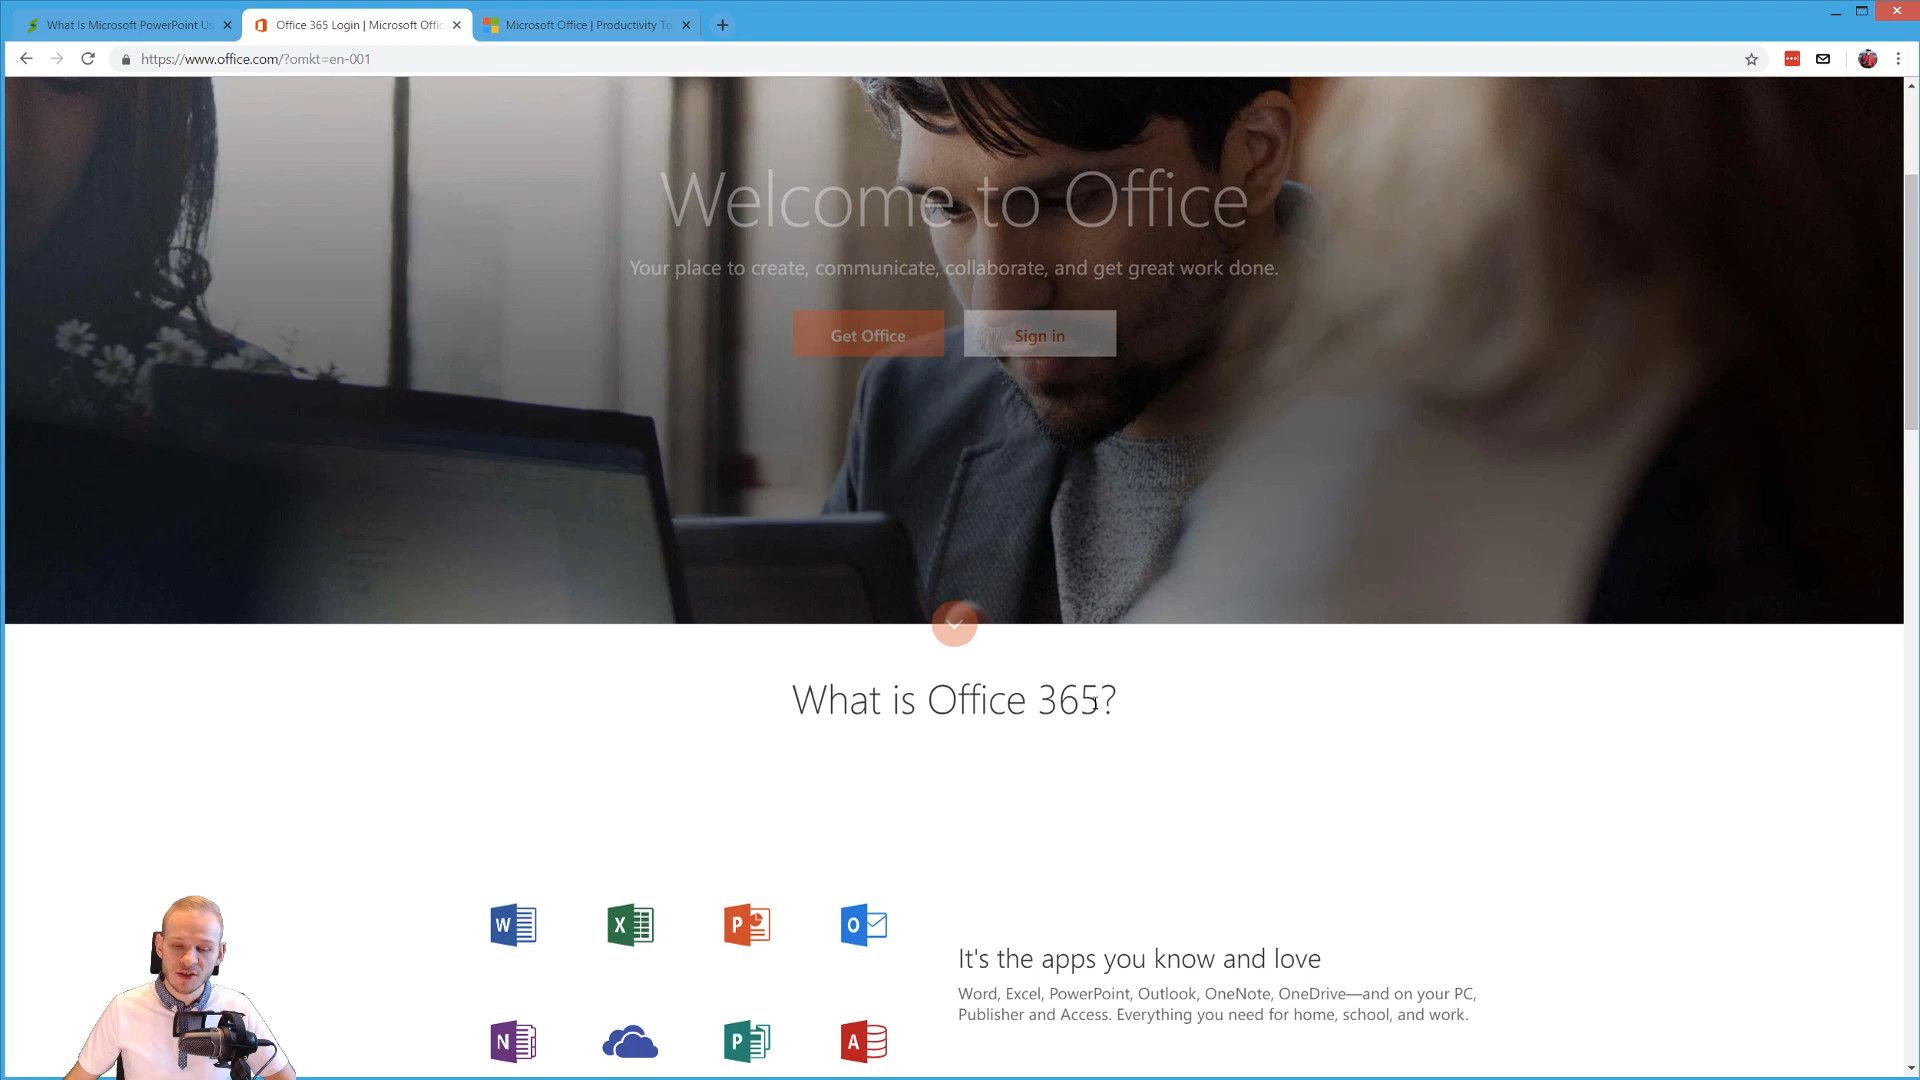 What Is Microsoft PowerPoint Us
Office 365 Login | Microsoft Offic
Microsoft Office | Productivity To
https://www.office.com/?omkt=en-001
Welcome to Office
Your place to create, communicate, collaborate, and get great work done.
Get Office
Sign in
What is Office 365?
W
X
P
O
It's the apps you know and love
Word, Excel, PowerPoint, Outlook, OneNote, OneDrive—and on your PC,
Publisher and Access. Everything you need for home, school, and work.
N
P
A